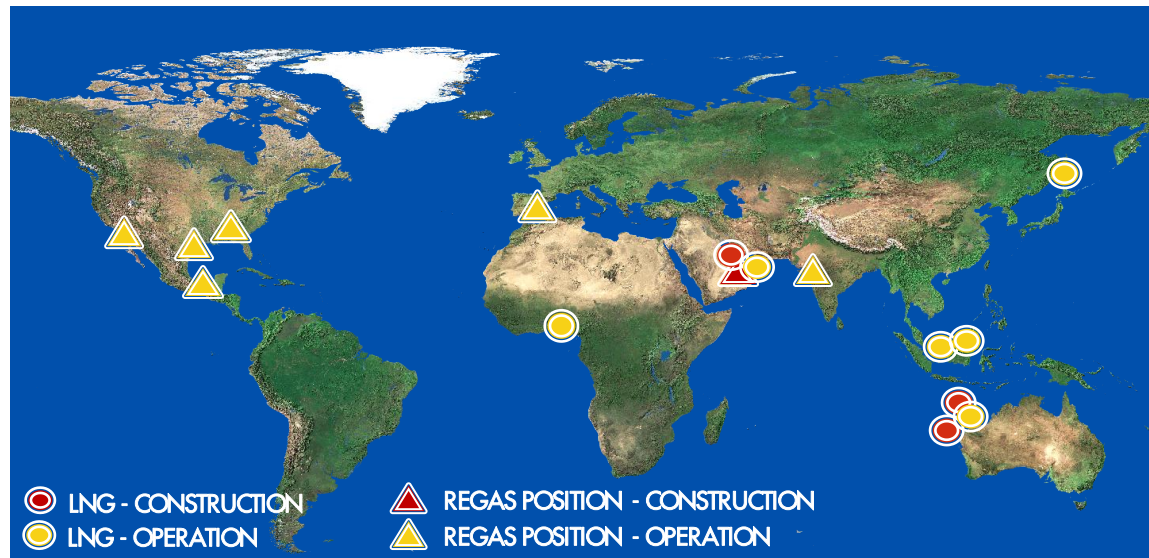 LNG - CONSTRUCTION
LNG - OPERATION
REGAS POSITION - CONSTRUCTION
REGAS POSITION - OPERATION